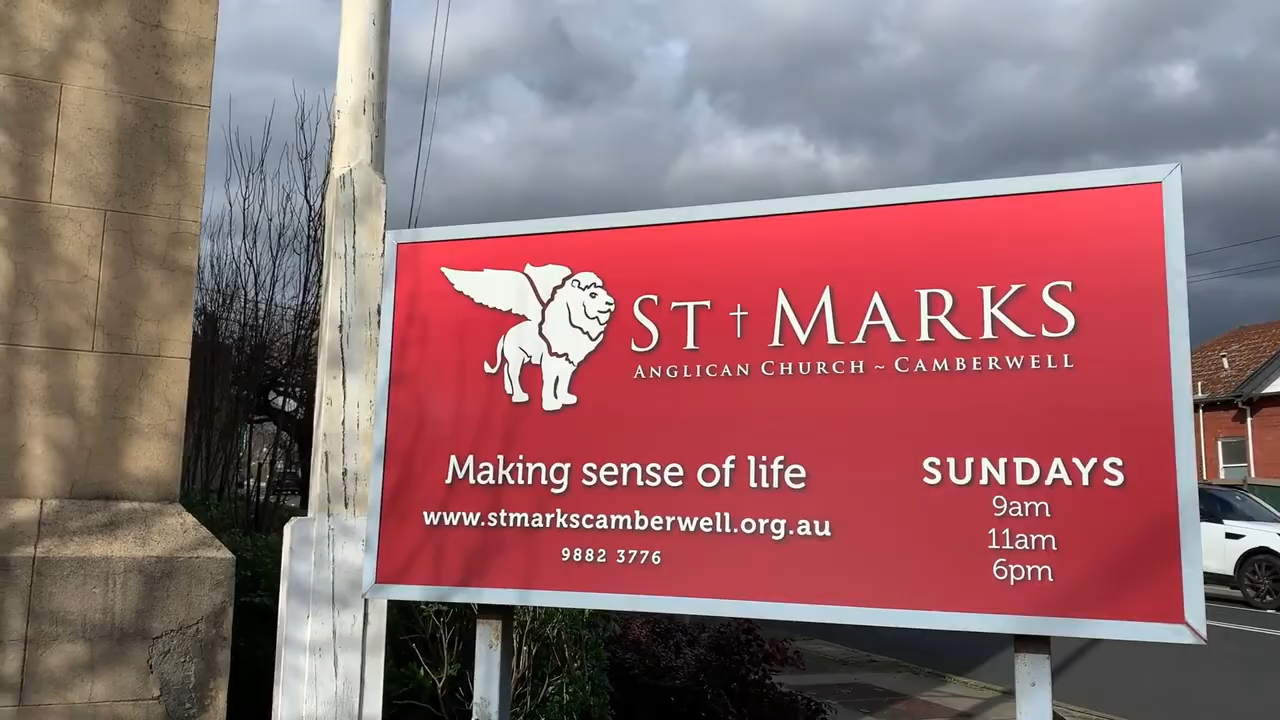 ST † MARKS
ANGLICAN CHURCH ~ CAMBERWELL
Making sense of life
www.stmarkscamberwell.org.au
9882 3776
SUNDAYS
9am
11am
6pm